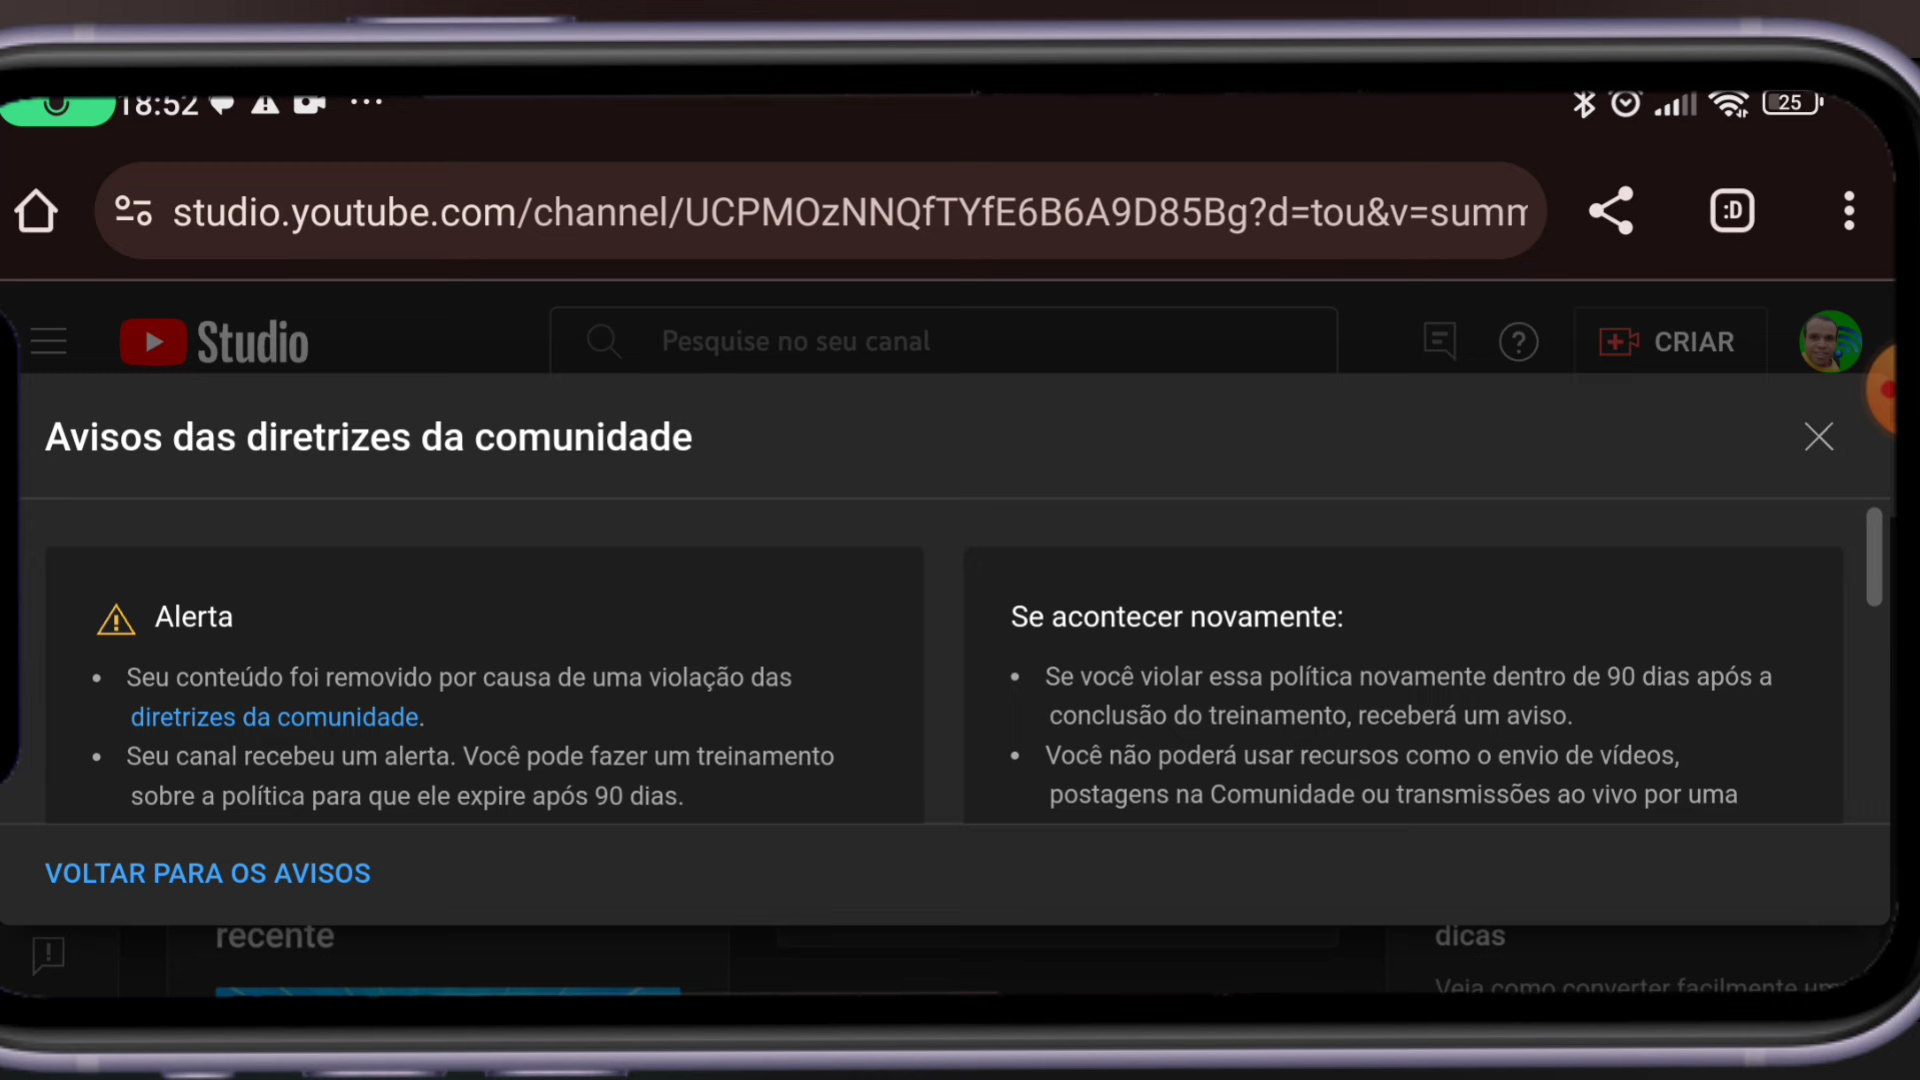 18:52
25
studio.youtube.com/channel/UCPMOzNNQfTYfE6B6A9D85Bg?d=tou&v=summ
:D
Studio
Pesquise no seu canal
CRIAR
Avisos das diretrizes da comunidade
Alerta
• Seu conteúdo foi removido por causa de uma violação das
diretrizes da comunidade.
• Seu canal recebeu um alerta. Você pode fazer um treinamento
sobre a política para que ele expire após 90 dias.
Se acontecer novamente:
• Se você violar essa política novamente dentro de 90 dias após a
conclusão do treinamento, receberá um aviso.
• Você não poderá usar recursos como o envio de vídeos,
postagens na Comunidade ou transmissões ao vivo por uma
VOLTAR PARA OS AVISOS
recente
dicas
Veja como converter facilmente um